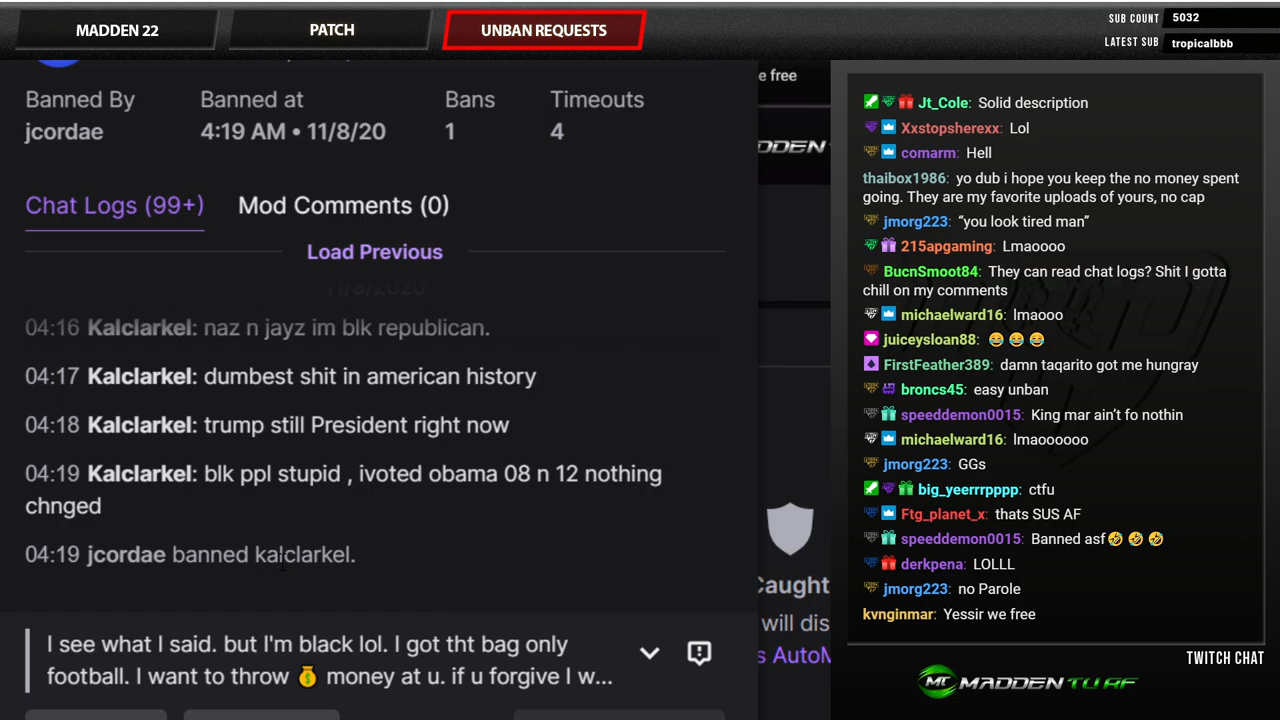 MADDEN 22
PATCH
UNBAN REQUESTS
SUB COUNT 5032
LATEST SUB tropicalbbb
e free
Banned By
Banned at
Bans
Timeouts
jcordae
4:19 AM • 11/8/20
1
4
Chat Logs (99+)
Mod Comments (0)
Load Previous
11/8/2020
04:16 Kalclarkel: naz n jayz im blk republican.
04:17 Kalclarkel: dumbest shit in american history
04:18 Kalclarkel: trump still President right now
04:19 Kalclarkel: blk ppl stupid , ivoted obama 08 n 12 nothing
chnged
04:19 jcordae banned kalclarkel.
I see what I said. but I'm black lol. I got tht bag only
football. I want to throw 💰 money at u. if u forgive I w...
DDEN
Caught
will dis
s AutoM
Jt_Cole: Solid description
Xxstopsherexx: Lol
comarm: Hell
thaibox1986: yo dub i hope you keep the no money spent
going. They are my favorite uploads of yours, no cap
jmorg223: “you look tired man”
215apgaming: Lmaoooo
BucnSmoot84: They can read chat logs? Shit I gotta
chill on my comments
michaelward16: lmaooo
juiceysloan88: 😂 😂 😂
FirstFeather389: damn taqarito got me hungray
broncs45: easy unban
speeddemon0015: King mar ain’t fo nothin
michaelward16: lmaoooooo
jmorg223: GGs
big_yeerrrpppp: ctfu
Ftg_planet_x: thats SUS AF
speeddemon0015: Banned asf🤣 🤣 🤣
derkpena: LOLLL
jmorg223: no Parole
kvnginmar: Yessir we free
TWITCH CHAT
MT MADDEN TURF